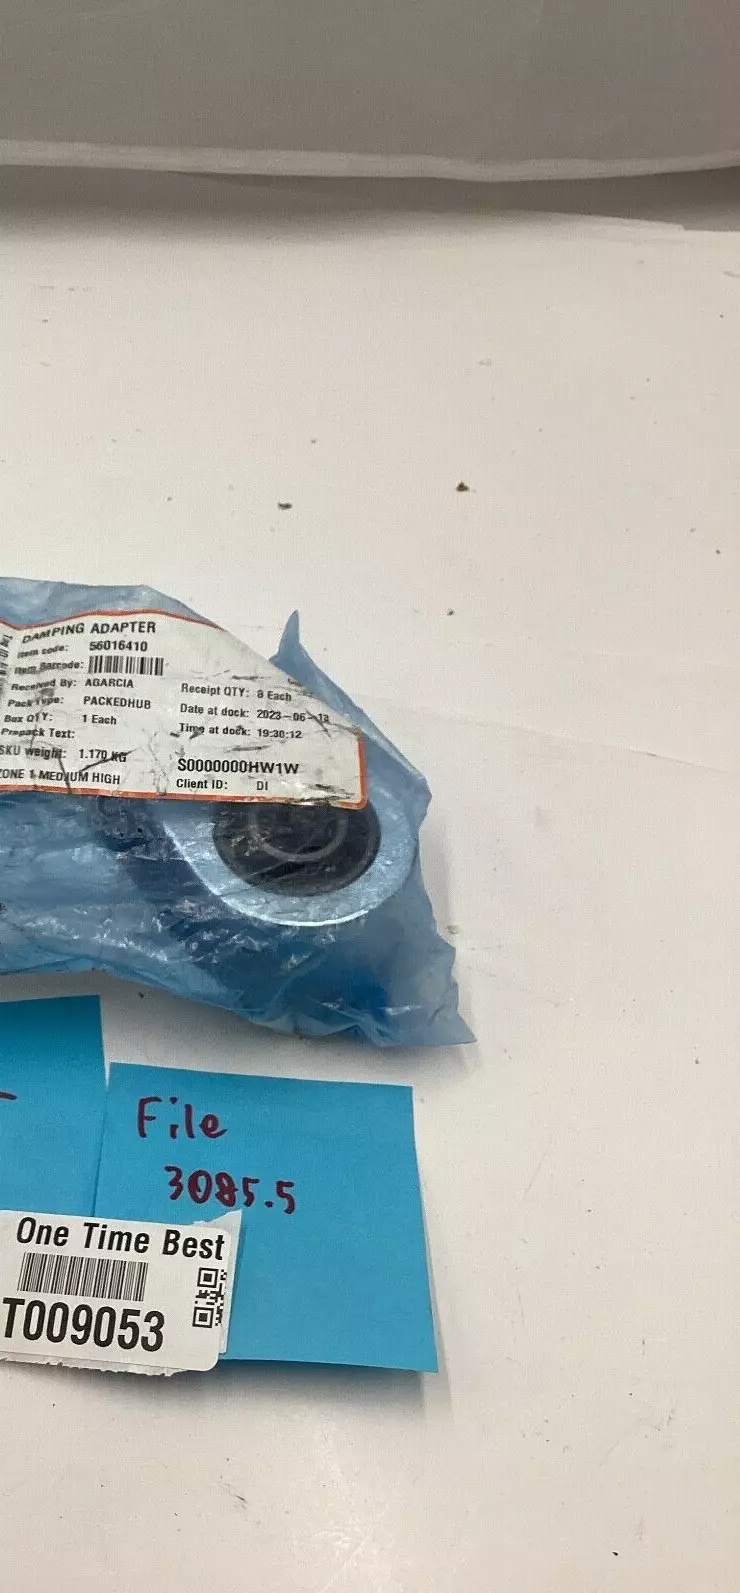 DAMPING ADAPTER
Item code: 56016410
Item Barcode:
Received By: AGARCIA
Pack Type: PACKEDHUB
Box QTY: 1 Each
Prepack Text:
SKU weight: 1.170 KG
ZONE 1 MEDIUM HIGH
Receipt QTY: 8 Each
Date at dock: 2023-06-
Time at dock: 19:30:12
S0000000HW1W
Client ID: DI
File
3085.5
One Time Best
T009053